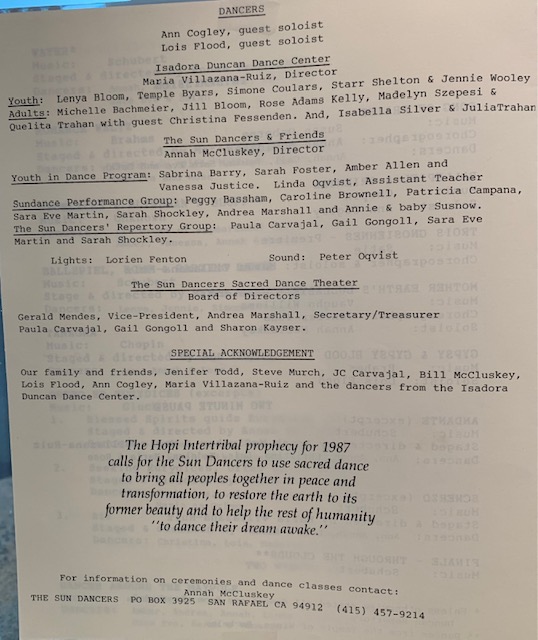 DANCERS
Ann Cogley, guest soloist
Lois Flood, guest soloist
Isadora Duncan Dance Center
Maria Villazana-Ruiz, Director
Youth: Lenya Bloom, Temple Byars, Simone Coulars, Starr Shelton & Jennie Wooley
Adults: Michelle Bachmeier, Jill Bloom, Rose Adams Kelly, Madelyn Szepesi &
Quelita Trahan with guest Christina Fessenden. And, Isabella Silver & JuliaTrahan
The Sun Dancers & Friends
Annah McCluskey, Director
Youth in Dance Program: Sabrina Barry, Sarah Foster, Amber Allen and
Vanessa Justice. Linda Oqvist, Assistant Teacher
Sundance Performance Group: Peggy Bassham, Caroline Brownell, Patricia Campana,
Sara Eve Martin, Sarah Shockley, Andrea Marshall and Annie & baby Susnow.
The Sun Dancers' Repertory Group: Paula Carvajal, Gail Gongoll, Sara Eve
Martin and Sarah Shockley.
Lights: Lorien Fenton Sound: Peter Oqvist
The Sun Dancers Sacred Dance Theater
Board of Directors
Gerald Mendes, Vice-President, Andrea Marshall, Secretary/Treasurer
Paula Carvajal, Gail Gongoll and Sharon Kayser.
SPECIAL ACKNOWLEDGEMENT
Our family and friends, Jenifer Todd, Steve Murch, JC Carvajal, Bill McCluskey,
Lois Flood, Ann Cogley, Maria Villazana-Ruiz and the dancers from the Isadora
Duncan Dance Center.
The Hopi Intertribal prophecy for 1987
calls for the Sun Dancers to use sacred dance
to bring all peoples together in peace and
transformation, to restore the earth to its
former beauty and to help the rest of humanity
"to dance their dream awake."
For information on ceremonies and dance classes contact:
Annah McCluskey
THE SUN DANCERS PO BOX 3925 SAN RAFAEL CA 94912 (415) 457-9214